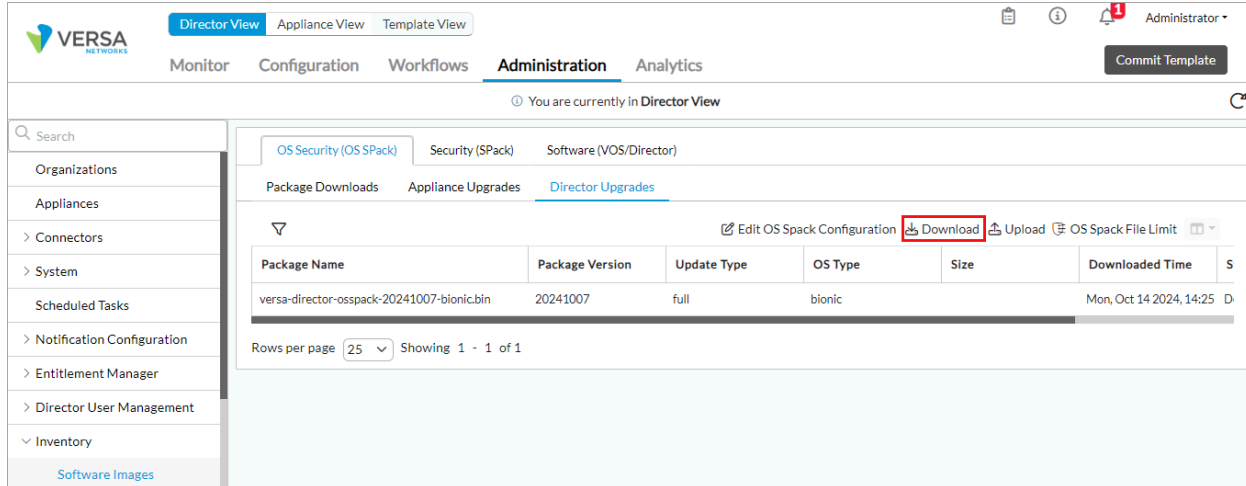 Director View Appliance View Template View
1
Administrator
VERSA
NETWORKS
Monitor Configuration Workflows Administration Analytics
Commit Template
You are currently in Director View
Search
Organizations
Appliances
Connectors
System
Scheduled Tasks
Notification Configuration
Entitlement Manager
Director User Management
Inventory
Software Images
OS Security (OS SPack) Security (SPack) Software (VOS/Director)
Package Downloads Appliance Upgrades Director Upgrades
Edit OS Spack Configuration Download Upload OS Spack File Limit
Package Name Package Version Update Type OS Type Size Downloaded Time S
versa-director-osspack-20241007-bionic.bin 20241007 full bionic Mon, Oct 14 2024, 14:25 D
Rows per page 25 Showing 1 - 1 of 1